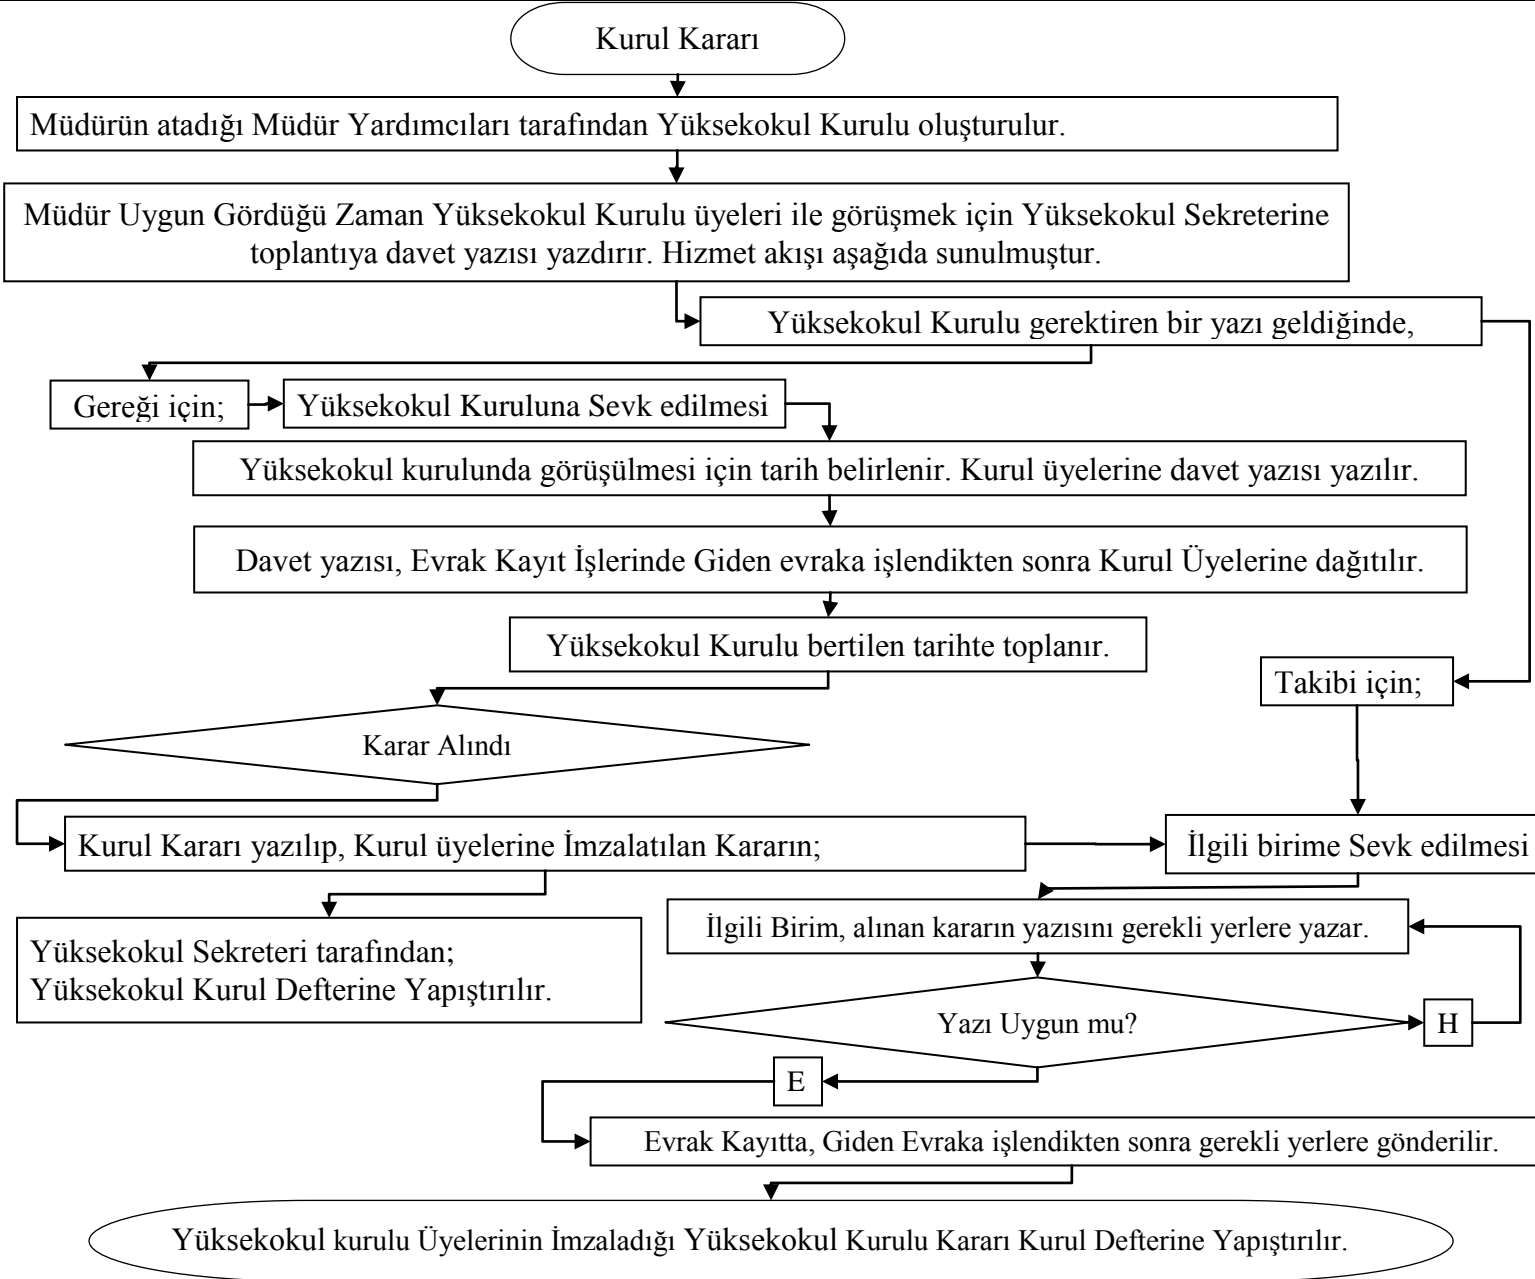 Kurul Kararı
Müdürün atadığı Müdür Yardımcıları tarafından Yüksekokul Kurulu oluşturulur.
Müdür Uygun Gördüğü Zaman Yüksekokul Kurulu üyeleri ile görüşmek için Yüksekokul Sekreterine
toplantıya davet yazısı yazdırır. Hizmet akışı aşağıda sunulmuştur.
Yüksekokul Kurulu gerektiren bir yazı geldiğinde,
Gereği için;
Yüksekokul Kuruluna Sevk edilmesi
Yüksekokul kurulunda görüşülmesi için tarih belirlenir. Kurul üyelerine davet yazısı yazılır.
Davet yazısı, Evrak Kayıt İşlerinde Giden evraka işlendikten sonra Kurul Üyelerine dağıtılır.
Yüksekokul Kurulu bertilen tarihte toplanır.
Takibi için;
Karar Alındı
Kurul Kararı yazılıp, Kurul üyelerine İmzalatılan Kararın;
İlgili birime Sevk edilmesi
Yüksekokul Sekreteri tarafından;
Yüksekokul Kurul Defterine Yapıştırılır.
İlgili Birim, alınan kararın yazısını gerekli yerlere yazar.
Yazı Uygun mu?
H
E
Evrak Kayıtta, Giden Evraka işlendikten sonra gerekli yerlere gönderilir.
Yüksekokul kurulu Üyelerinin İmzaladığı Yüksekokul Kurulu Kararı Kurul Defterine Yapıştırılır.